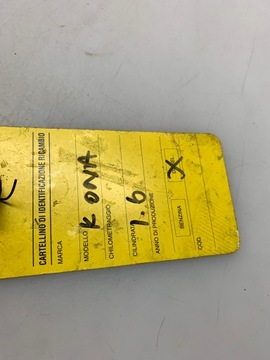 CARTELLINO DI IDENTIFICAZIONE RICAMBIO
MARCA
MODELLO KONA
CHILOMETRAGGIO
CILINDRATA 1.6
ANNO DI PRODUZIONE
BENZINA X
COD.